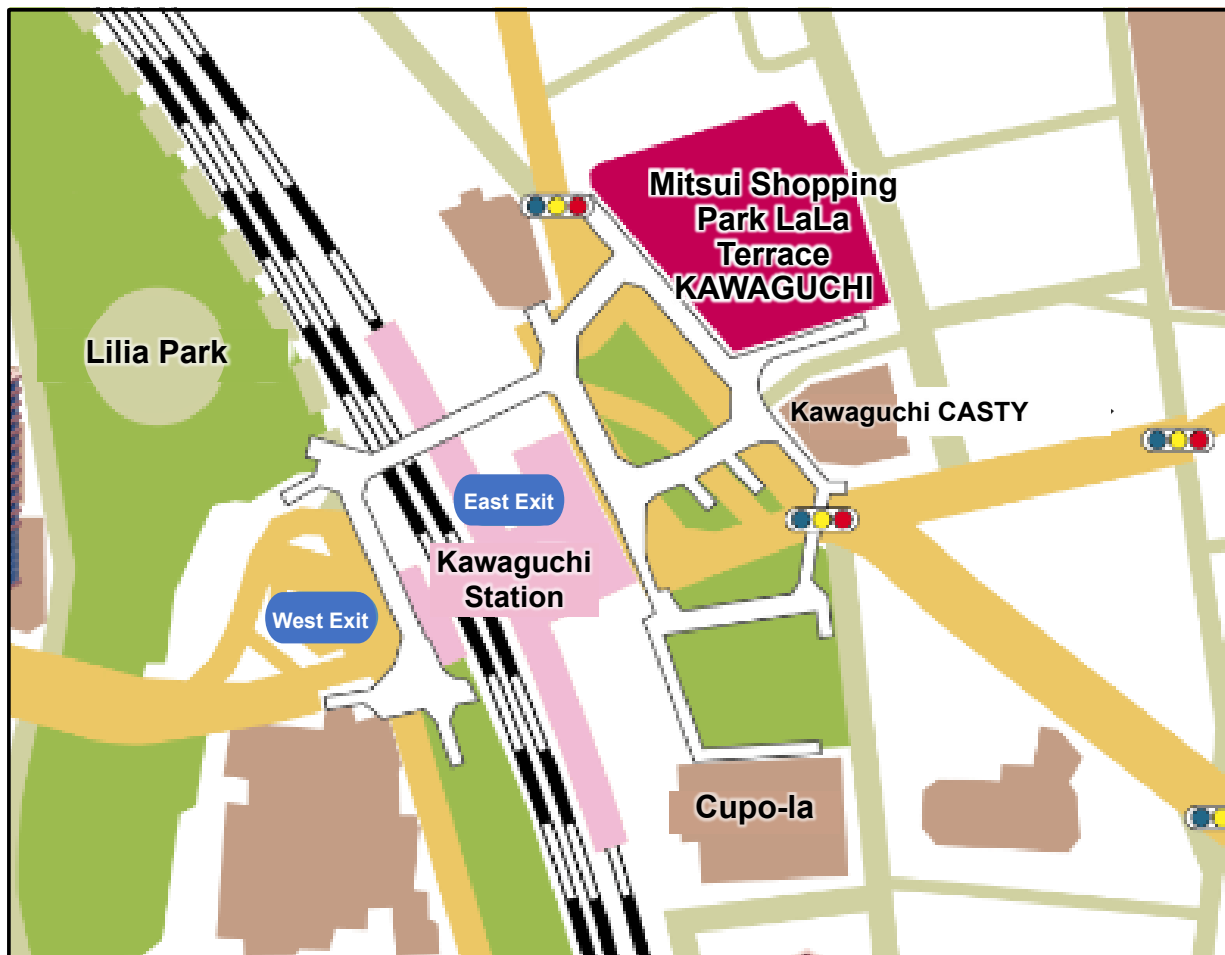 Mitsui Shopping
Park LaLa
Terrace
KAWAGUCHI
Lilia Park
Kawaguchi CASTY
East Exit
Kawaguchi
Station
West Exit
Cupo-la